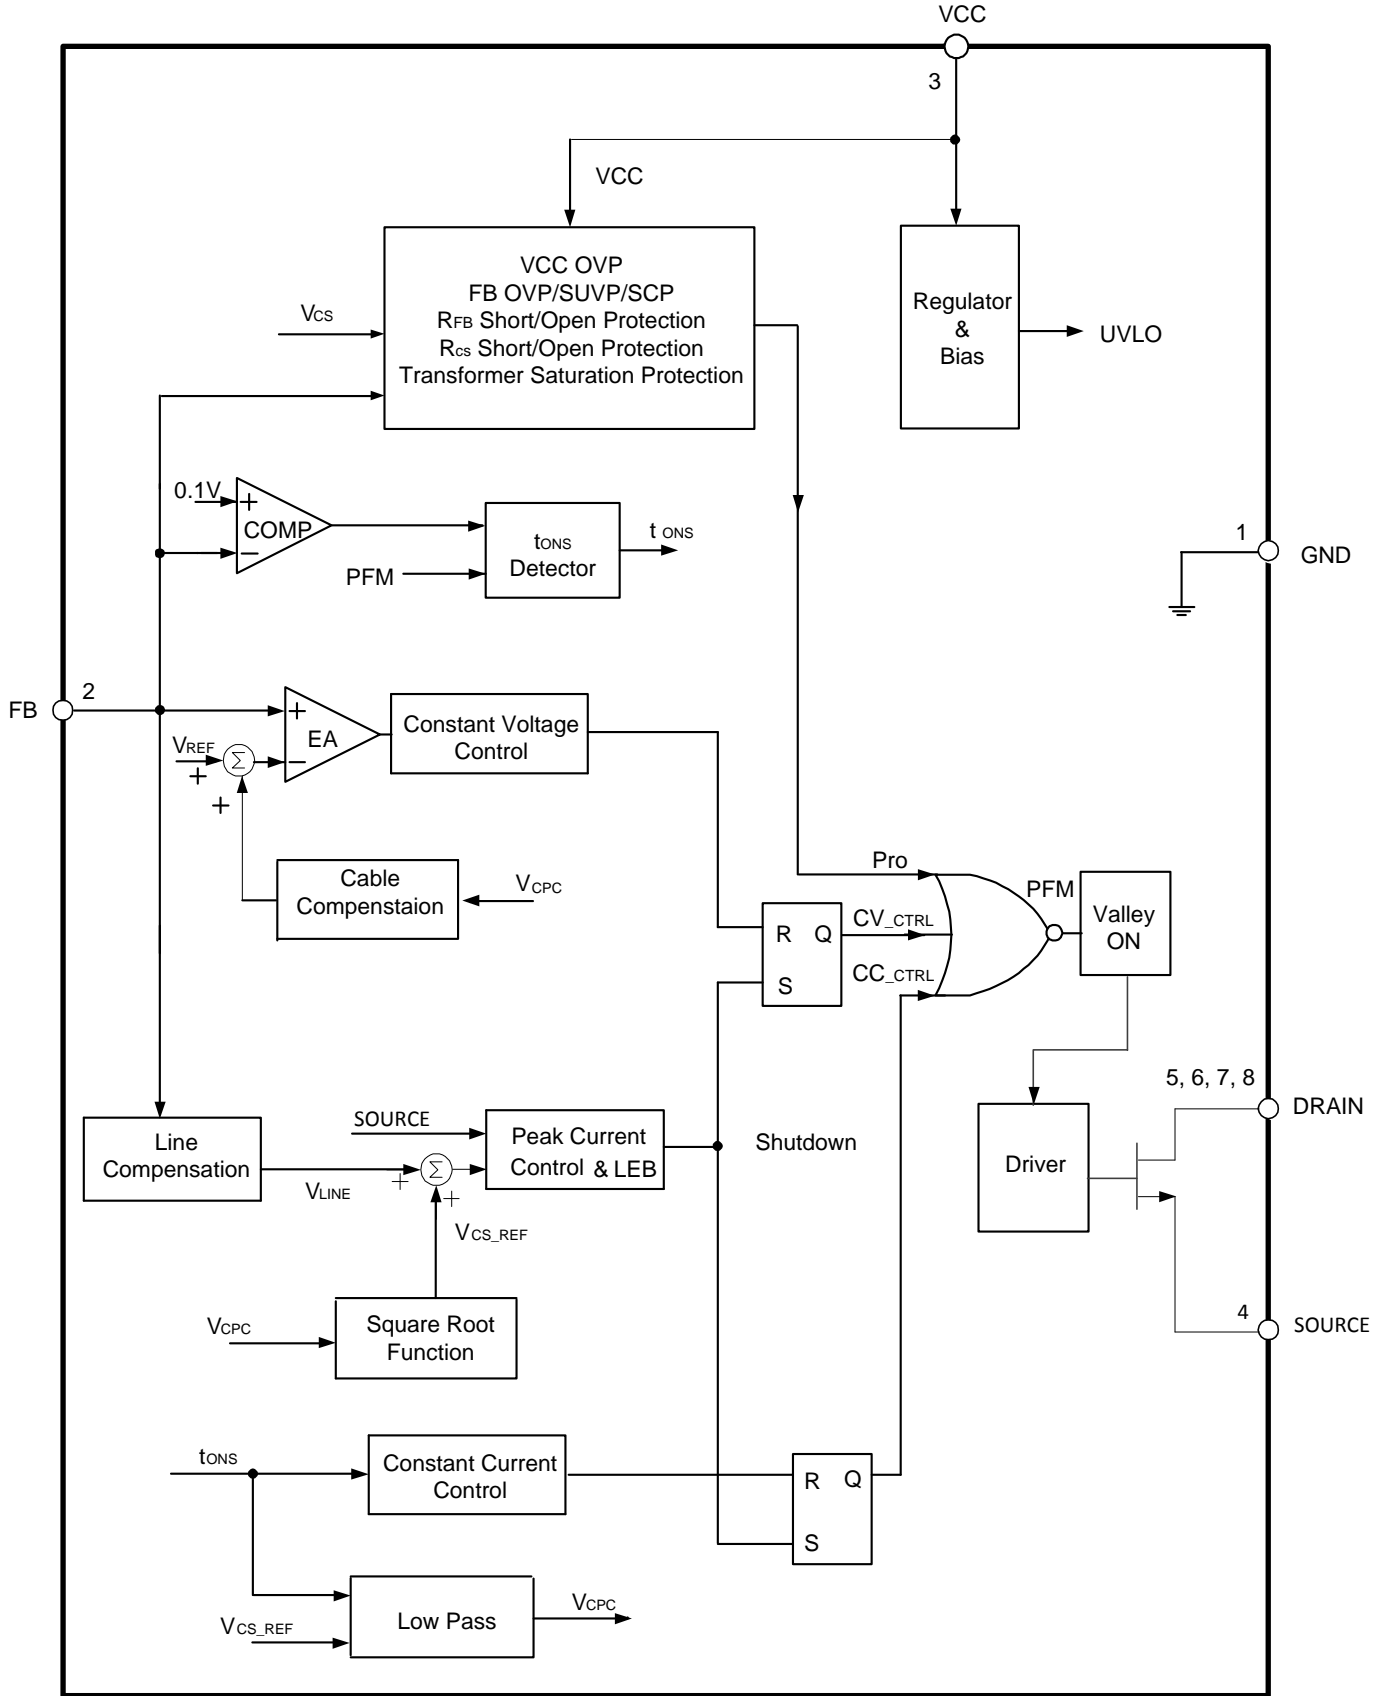 VCC
3
VCC
VCC OVP
FB OVP/SUVP/SCP
RFB Short/Open Protection
Rcs Short/Open Protection
Transformer Saturation Protection
VCS
Regulator
&
Bias
UVLO
0.1V
+
COMP
−
PFM
tONS
Detector
t ONS
1
GND
FB
2
+
EA
−
VREF
+
Σ
+
Constant Voltage
Control
Cable
Compenstaion
VCPC
Pro
R Q
S
CV_CTRL
CC_CTRL
PFM
Valley
ON
5, 6, 7, 8
DRAIN
Driver
4
SOURCE
Line
Compensation
VLINE
SOURCE
+
Σ
+
VCS_REF
Peak Current
Control & LEB
Shutdown
VCPC
Square Root
Function
tONS
Constant Current
Control
R Q
S
VCS_REF
Low Pass
VCPC